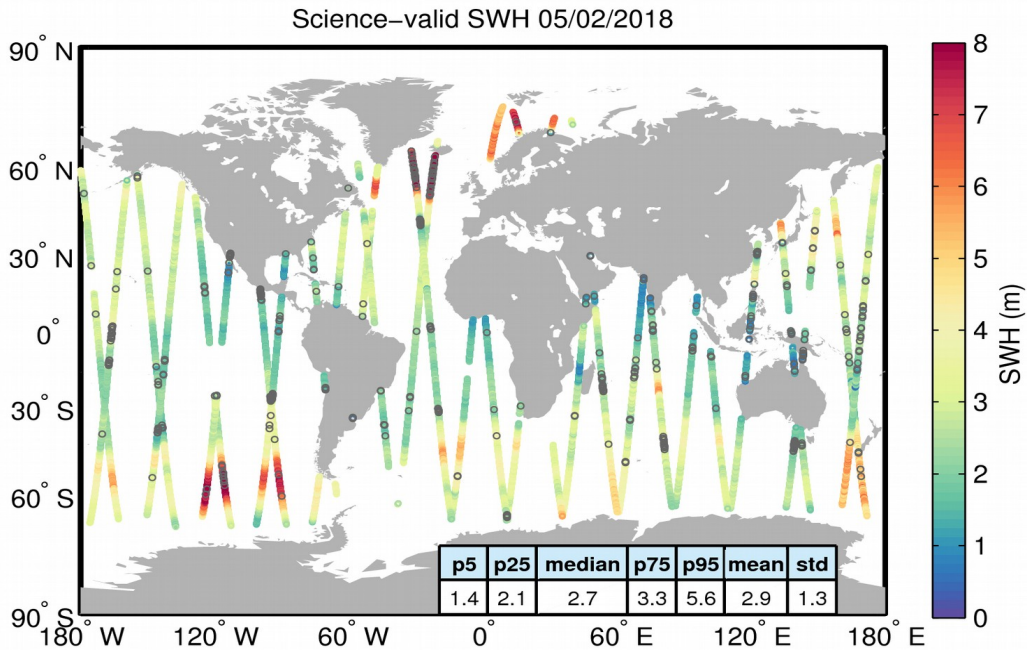 Science−valid SWH 05/02/2018
90° N
60° N
30° N
0°
30° S
60° S
90° S
180° W
120° W
60° W
0°
60° E
120° E
180° E
p5 p25 median p75 p95 mean std
1.4 2.1 2.7 3.3 5.6 2.9 1.3
8
7
6
5
4
3
2
1
0
SWH (m)